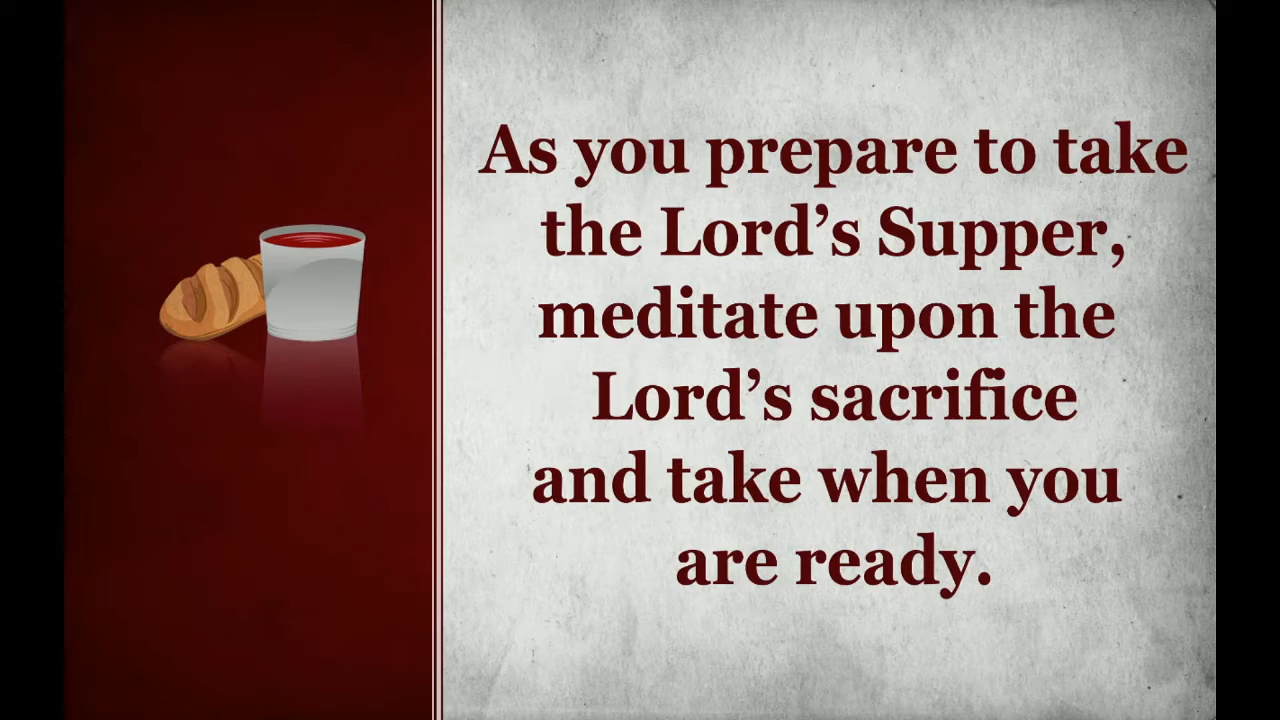 As you prepare to take
the Lord’s Supper,
meditate upon the
Lord’s sacrifice
and take when you
are ready.